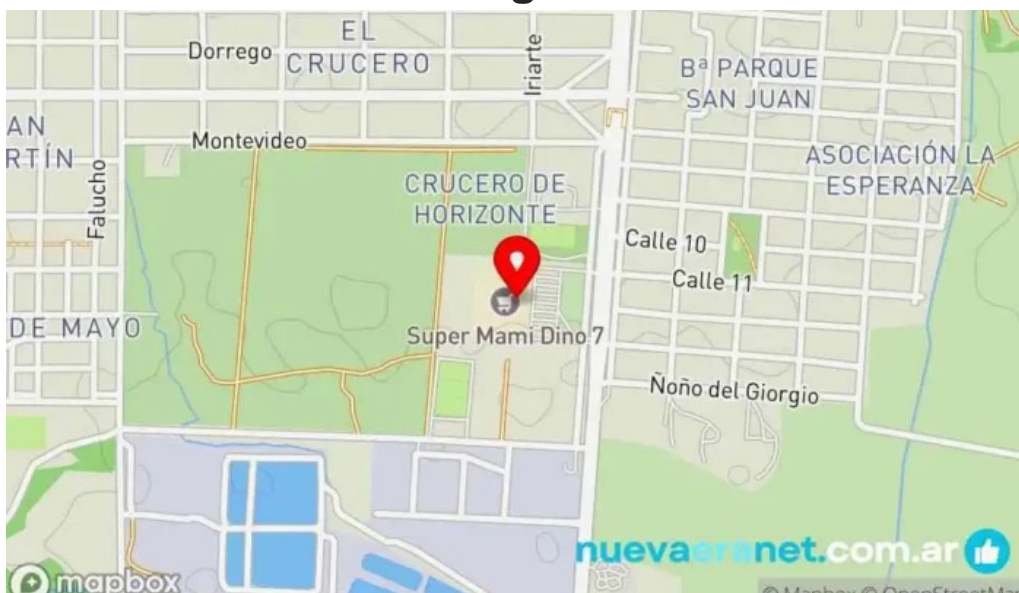 EL
CRUCERO
Dorrego
Iriarte
Bª PARQUE
SAN JUAN
AN
RTÍN
Montevideo
Falucho
ASOCIACIÓN LA
ESPERANZA
CRUCERO DE
HORIZONTE
Calle 10
Calle 11
DE MAYO
Super Mami Dino 7
Ñoño del Giorgio
nuevaeranet.com.ar
mapbox
© Mapbox © OpenStreetMap